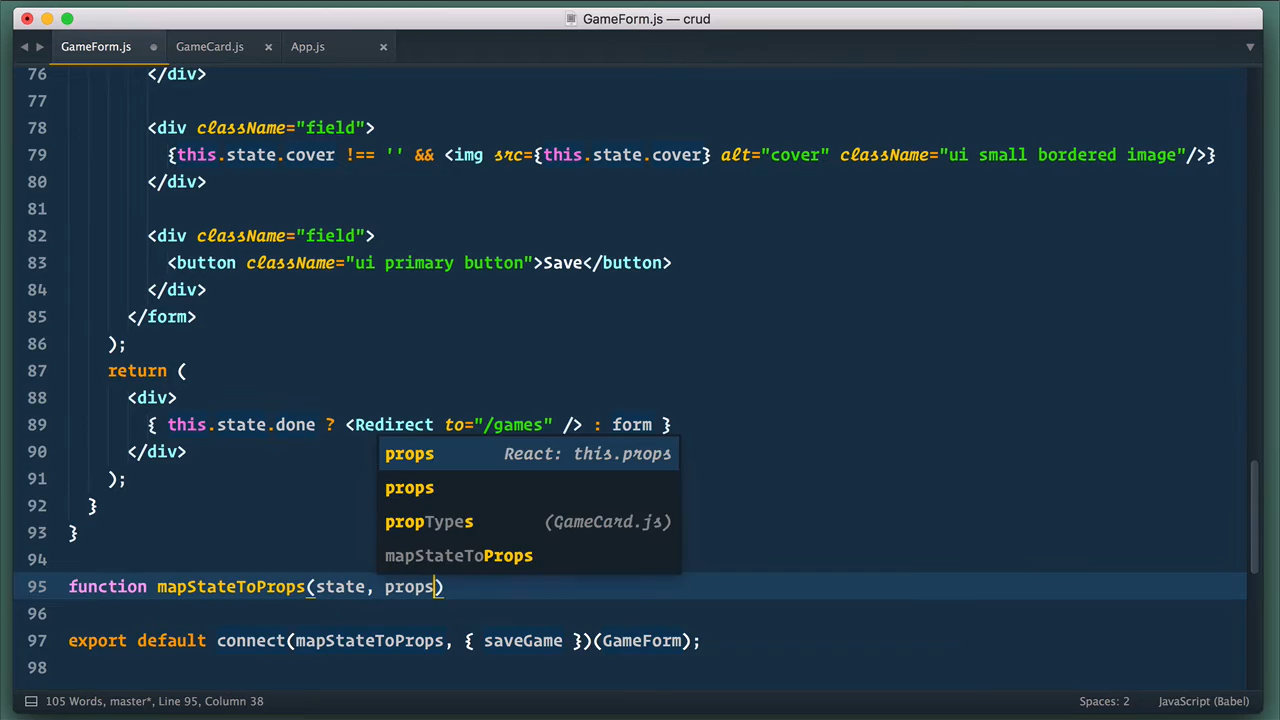 GameForm.js — crud
GameForm.js GameCard.js App.js
76 </div>
77
78 <div className="field">
79 {this.state.cover !== '' && <img src={this.state.cover} alt="cover" className="ui small bordered image"/>}
80 </div>
81
82 <div className="field">
83 <button className="ui primary button">Save</button>
84 </div>
85 </form>
86 );
87 return (
88 <div>
89 { this.state.done ? <Redirect to="/games" /> : form }
90 </div>
91 );
92 }
93 }
94
95 function mapStateToProps(state, props)
96
97 export default connect(mapStateToProps, { saveGame })(GameForm);
98
props React: this.props
props
propTypes (GameCard.js)
mapStateToProps
105 Words, master*, Line 95, Column 38 Spaces: 2 JavaScript (Babel)